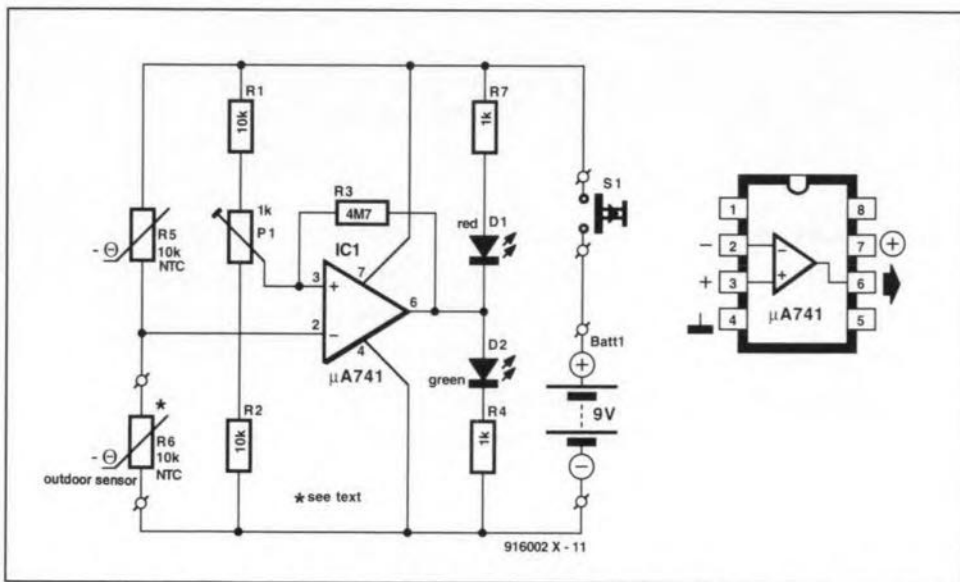 R1
10k
R7
1k
R3
4M7
S1
1k
P1
red
D1
- Θ
R5
10k
NTC
IC1
3
+
7
6
2
−
4
μA741
D2
green
Batt1
+
9V
−
R2
10k
R4
1k
*
- Θ
R6
10k
NTC
outdoor sensor
* see text
916002 X - 11
1
8
−
2
7
+
+
3
6
4
5
−
+
μA741